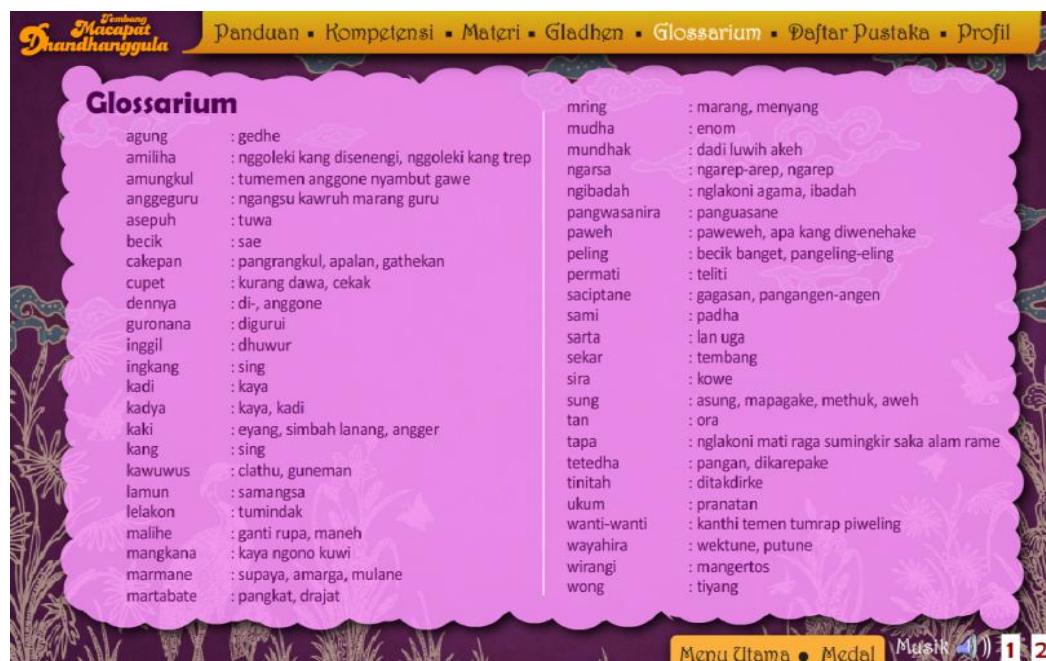 Tembang
Macapat
Dhandhanggula
Panduan ▪ Kompetensi ▪ Materi ▪ Gladhen ▪ Glossarium ▪ Daftar Pustaka ▪ Profil
Glossarium
agung : gedhe
amiliha : nggoleki kang disenengi, nggoleki kang trep
amungkul : tumemen anggone nyambut gawe
anggeguru : ngangsu kawruh marang guru
asepuh : tuwa
becik : sae
cakepan : pangrangkul, apalan, gathekan
cupet : kurang dawa, cekak
dennya : di-, anggone
guronana : digurui
inggil : dhuwur
ingkang : sing
kadi : kaya
kadya : kaya, kadi
kaki : eyang, simbah lanang, angger
kang : sing
kawuwus : clathu, guneman
lamun : samangsa
lelakon : tumindak
malihe : ganti rupa, maneh
mangkana : kaya ngono kuwi
marmane : supaya, amarga, mulane
martabate : pangkat, drajat
mring : marang, menyang
mudha : enom
mundhak : dadi luwih akeh
ngarsa : ngarep-arep, ngarep
ngibadah : nglakoni agama, ibadah
pangwasanira : panguasane
paweh : paweweh, apa kang diwenehake
peling : becik banget, pangeling-eling
permati : teliti
saciptane : gagasan, pangangen-angen
sami : padha
sarta : lan uga
sekar : tembang
sira : kowe
sung : asung, mapagake, methuk, aweh
tan : ora
tapa : nglakoni mati raga sumingkir saka alam rame
tetedha : pangan, dikarepake
tinitah : ditakdirke
ukum : pranatan
wanti-wanti : kanthi temen tumrap piweling
wayahira : wektune, putune
wirangi : mangertos
wong : tiyang
Menu Utama ● Medal Musik 1 2